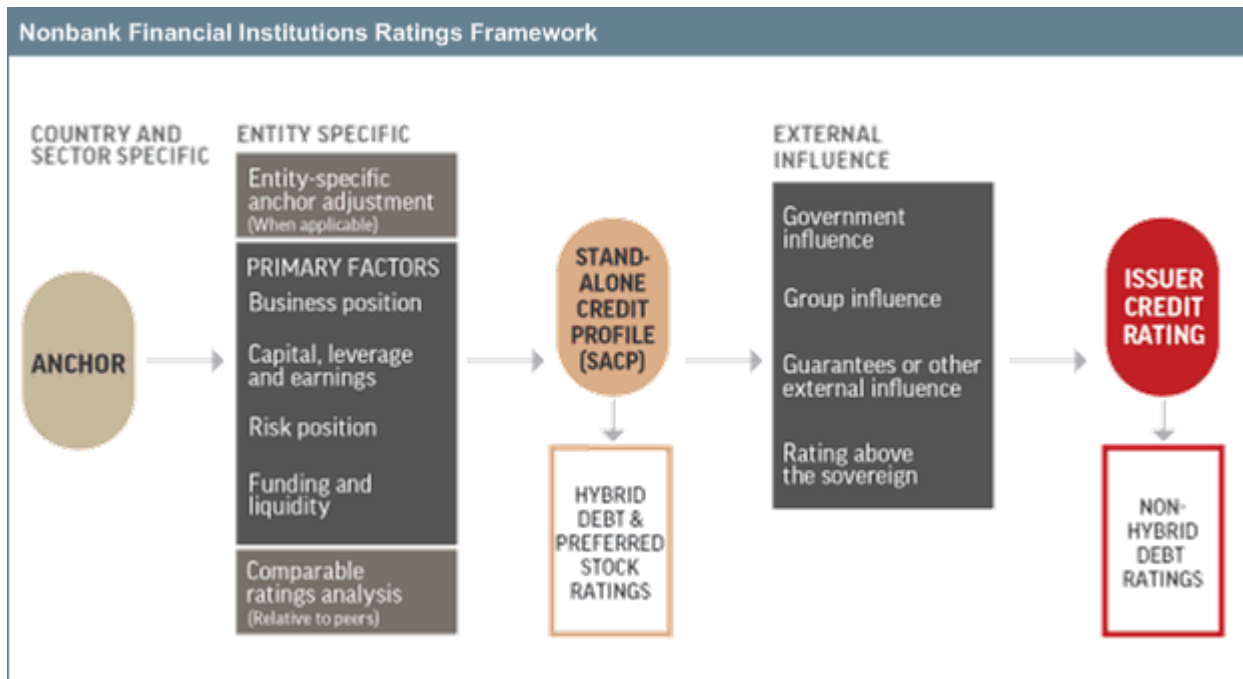 Nonbank Financial Institutions Ratings Framework
COUNTRY AND
SECTOR SPECIFIC
ANCHOR
ENTITY SPECIFIC
Entity-specific
anchor adjustment
(When applicable)
PRIMARY FACTORS
Business position
Capital, leverage
and earnings
Risk position
Funding and
liquidity
Comparable
ratings analysis
(Relative to peers)
STAND-
ALONE
CREDIT
PROFILE
(SACP)
HYBRID
DEBT &
PREFERRED
STOCK
RATINGS
EXTERNAL
INFLUENCE
Government
influence
Group influence
Guarantees or other
external influence
Rating above
the sovereign
ISSUER
CREDIT
RATING
NON-
HYBRID
DEBT
RATINGS